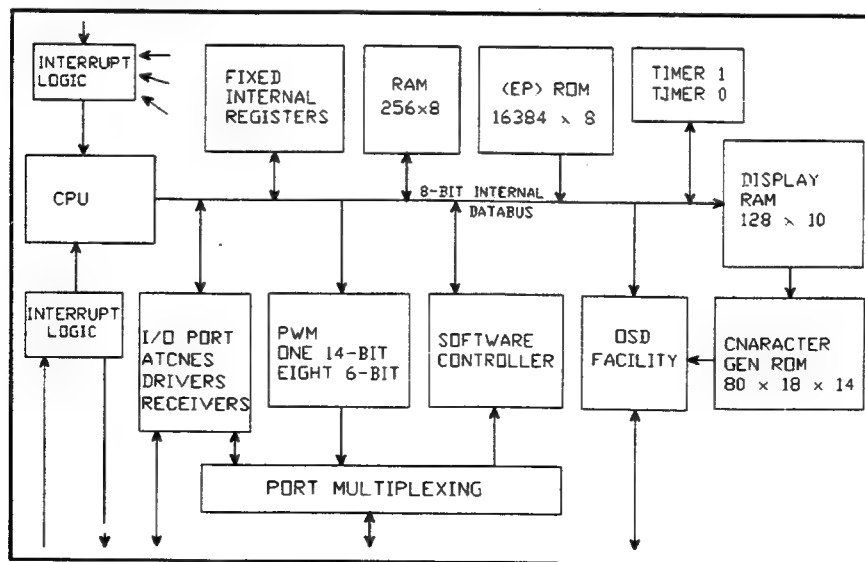 INTERRUPT
LOGIC
FIXED
INTERNAL
REGISTERS
RAM
256×8
(EP) ROM
16384 × 8
TIMER 1
TIMER 0
CPU
8-BIT INTERNAL
DATABUS
DISPLAY
RAM
128 × 10
INTERRUPT
LOGIC
I/O PORT
ATCNES
DRIVERS
RECEIVERS
PWM
ONE 14-BIT
EIGHT 6-BIT
SOFTWARE
CONTROLLER
OSD
FACILITY
CNARACTER
GEN ROM
80 × 18 × 14
PORT MULTIPLEXING